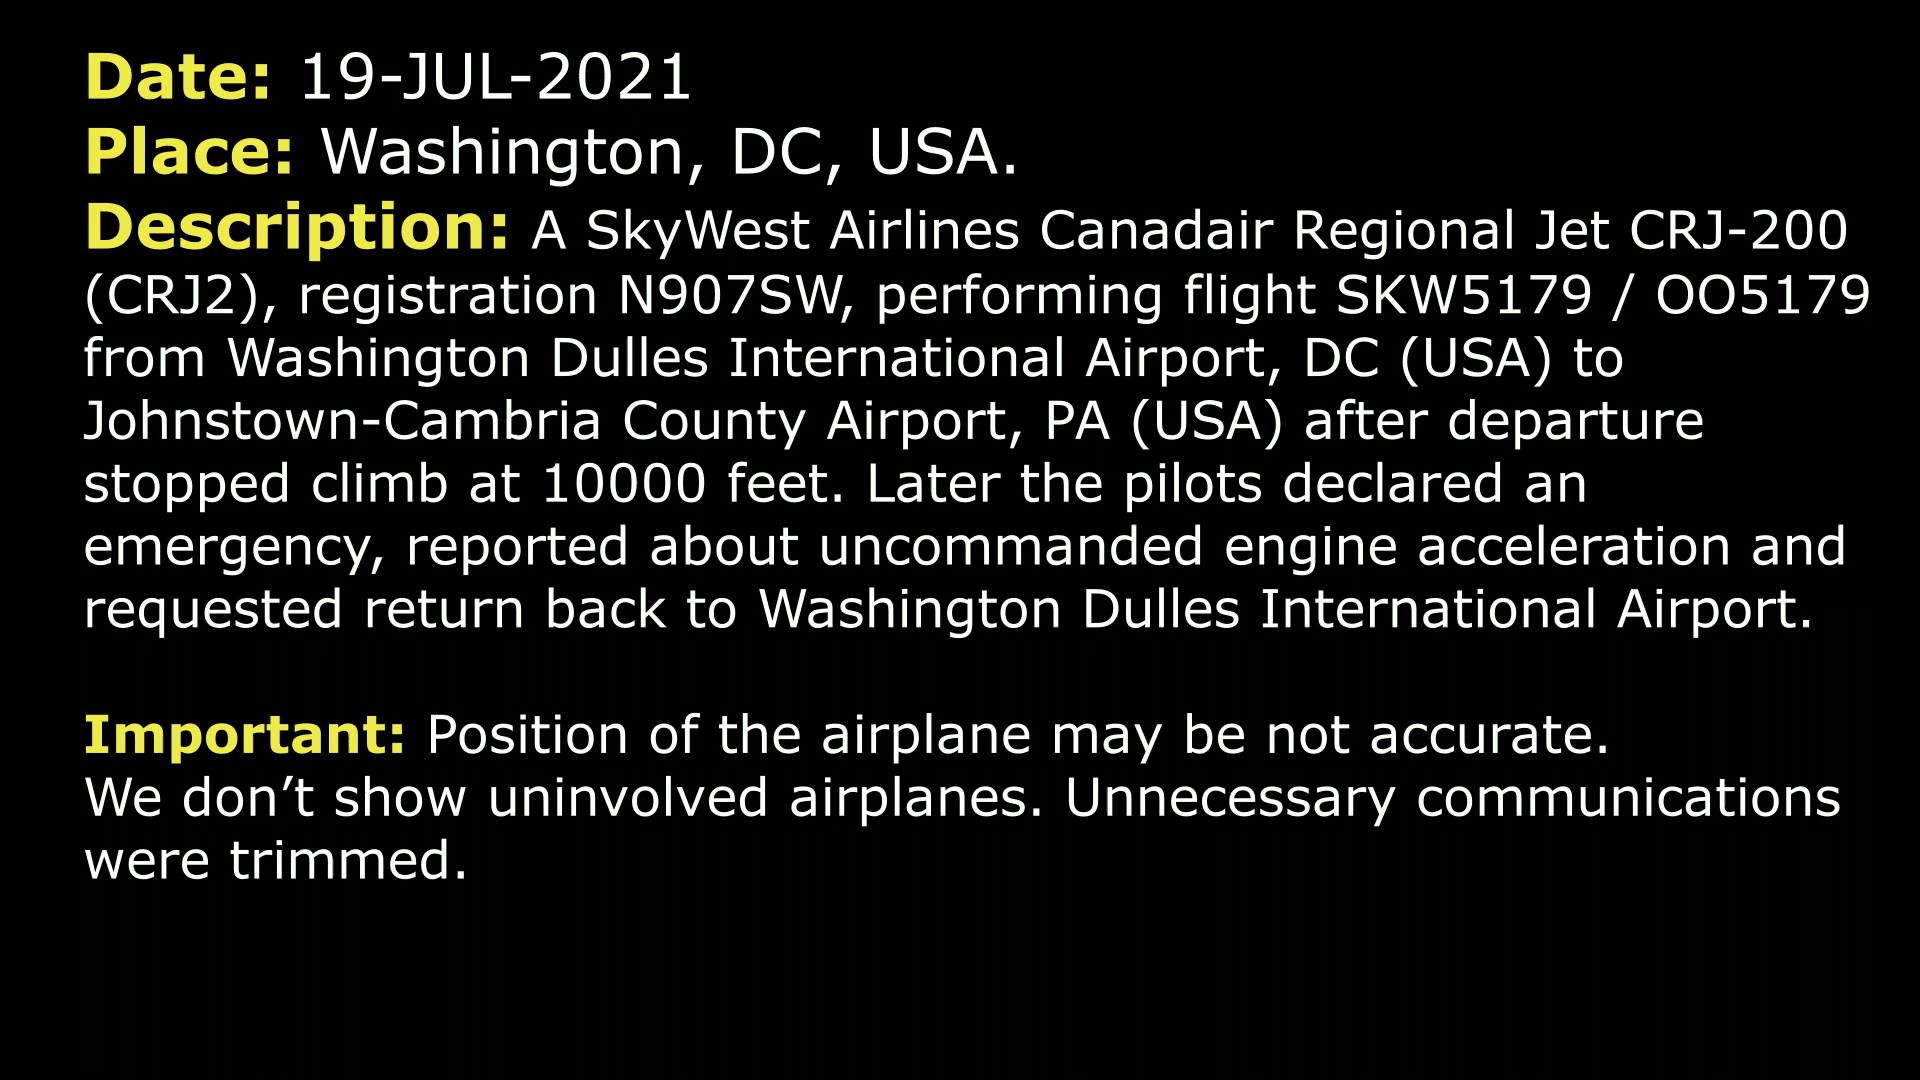 Date: 19-JUL-2021
Place: Washington, DC, USA.
Description: A SkyWest Airlines Canadair Regional Jet CRJ-200
(CRJ2), registration N907SW, performing flight SKW5179 / OO5179
from Washington Dulles International Airport, DC (USA) to
Johnstown-Cambria County Airport, PA (USA) after departure
stopped climb at 10000 feet. Later the pilots declared an
emergency, reported about uncommanded engine acceleration and
requested return back to Washington Dulles International Airport.
Important: Position of the airplane may be not accurate.
We don’t show uninvolved airplanes. Unnecessary communications
were trimmed.